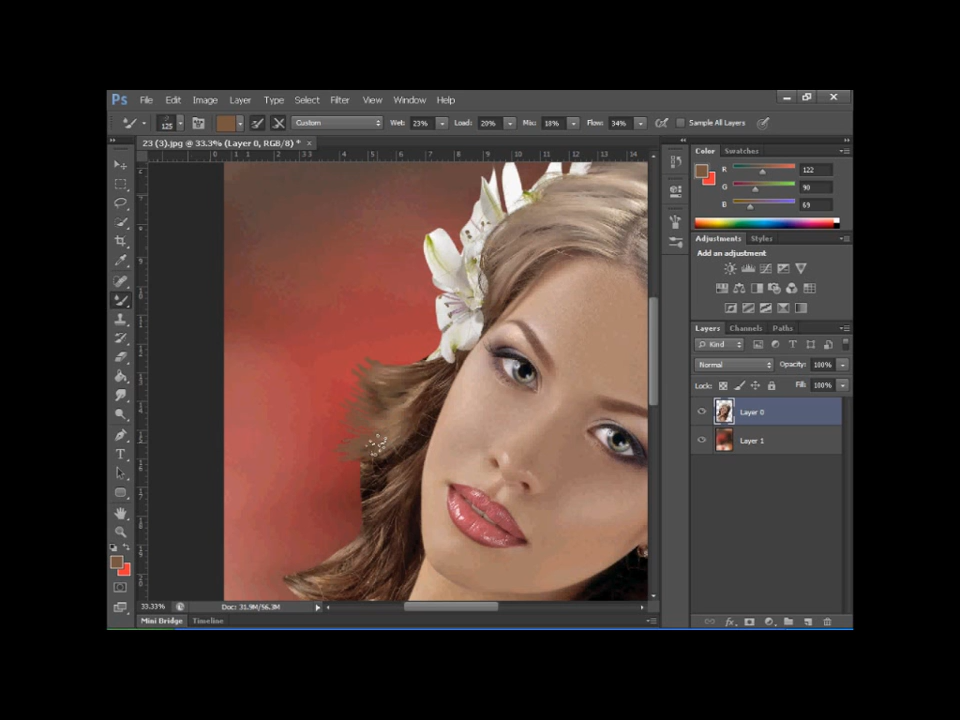 Ps File Edit Image Layer Type Select Filter View Window Help
125 Custom Wet: 23% Load: 20% Mix: 18% Flow: 34% Sample All Layers
23 (3).jpg @ 33.3% (Layer 0, RGB/8) * ×
Color Swatches
R 122
G 90
B 69
Adjustments Styles
Add an adjustment
Layers Channels Paths
Kind
Normal Opacity: 100%
Lock: Fill: 100%
Layer 0
Layer 1
33.33% Doc: 31.9M/56.3M
Mini Bridge Timeline